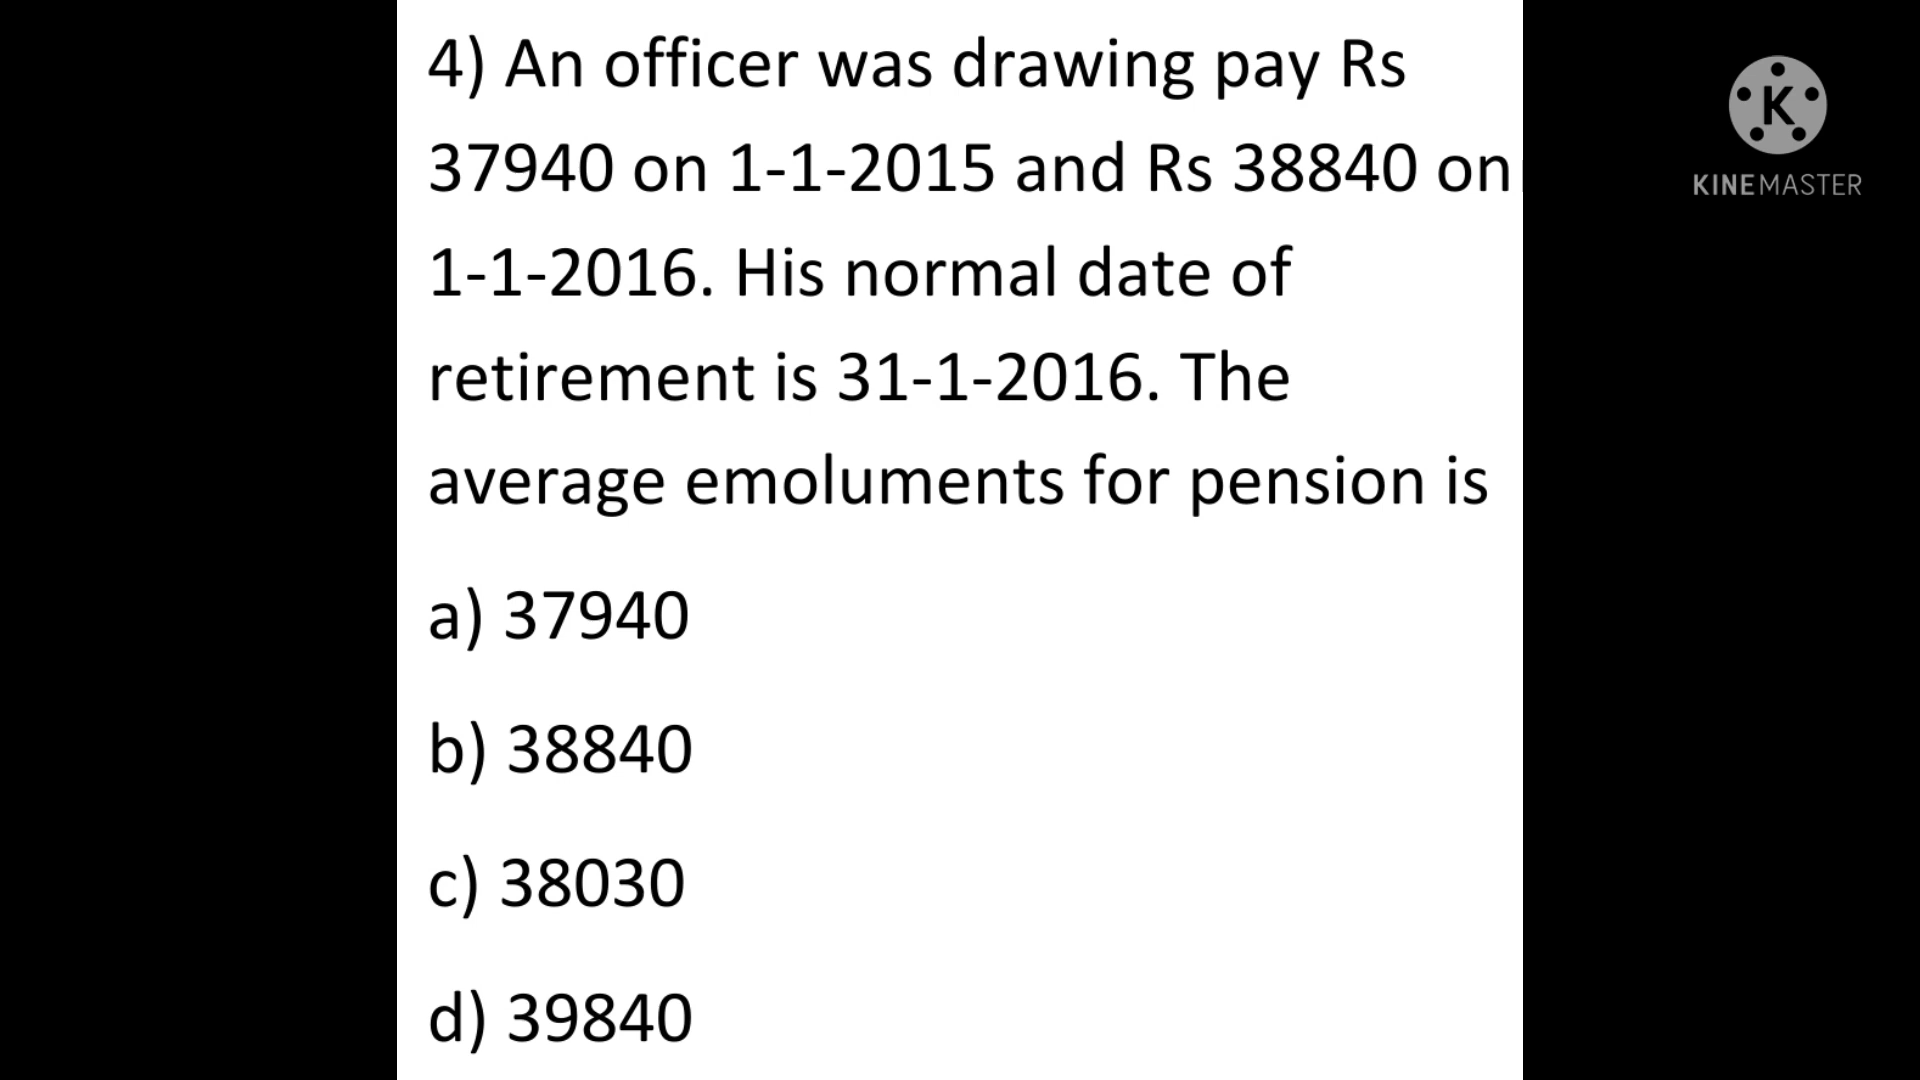 4) An officer was drawing pay Rs
37940 on 1-1-2015 and Rs 38840 on
1-1-2016. His normal date of
retirement is 31-1-2016. The
average emoluments for pension is
a) 37940
b) 38840
c) 38030
d) 39840
K
KINEMASTER